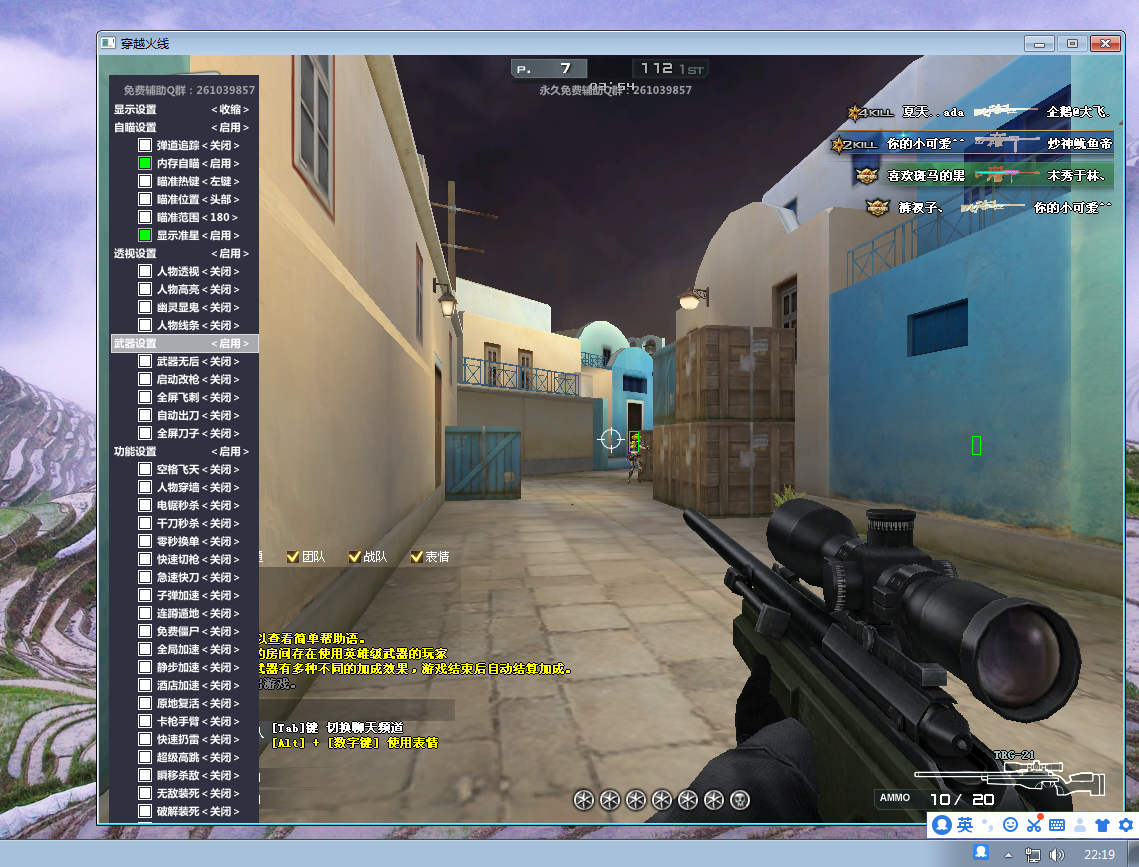 穿越火线
P. 7
112 1ST
免费辅助Q群：261039857
永久免费辅助Q群：261039857
显示设置 <收缩>
自瞄设置 <启用>
弹道追踪<关闭>
内存自瞄<启用>
瞄准热键<左键>
瞄准位置<头部>
瞄准范围<180>
显示准星<启用>
透视设置 <启用>
人物透视<关闭>
人物高亮<关闭>
幽灵显鬼<关闭>
人物线条<关闭>
武器设置 <启用>
武器无后<关闭>
启动改枪<关闭>
全屏飞刺<关闭>
自动出刀<关闭>
全屏刀子<关闭>
功能设置 <启用>
空格飞天<关闭>
人物穿墙<关闭>
电锯秒杀<关闭>
千刀秒杀<关闭>
零秒换单<关闭>
快速切枪<关闭>
急速快刀<关闭>
子弹加速<关闭>
连蹲遁地<关闭>
免费僵尸<关闭>
全局加速<关闭>
静步加速<关闭>
酒店加速<关闭>
原地复活<关闭>
卡枪手臂<关闭>
快速扔雷<关闭>
超级高跳<关闭>
瞬移杀敌<关闭>
无敌装死<关闭>
破解装死<关闭>
4KILL 夏天..ada 企鹅@大飞.
2KILL 你的小可爱^^ 炒神鱿鱼帝
喜欢斑马的黑 木秀于林、
裤衩子、 你的小可爱^^
团队 战队 表情
以查看简单帮助语。
的房间存在使用英雄级武器的玩家
武器有多种不同的加成效果，游戏结束后自动结算加成。
出游戏。
[Tab]键 切换聊天频道
[Alt] + [数字键] 使用表情
TRG-21
AMMO 10/ 20
英
22:19